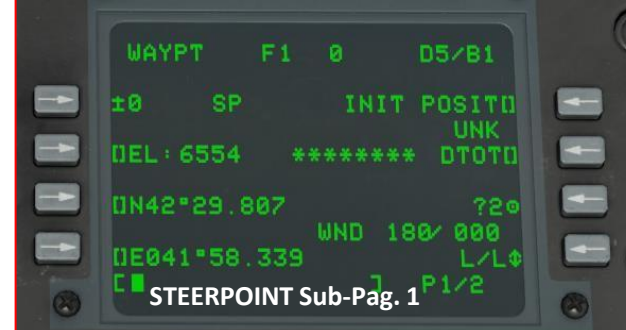 WAYPT F1 0 D5/B1
±0 SP INIT POSIT[]
UNK
[]EL:6554 ******** DTOT[]
[]N42°29.807 ?2⊙
WND 180/ 000
[]E041°58.339 L/L⇕
[ ] P1/2
STEERPOINT Sub-Pag. 1